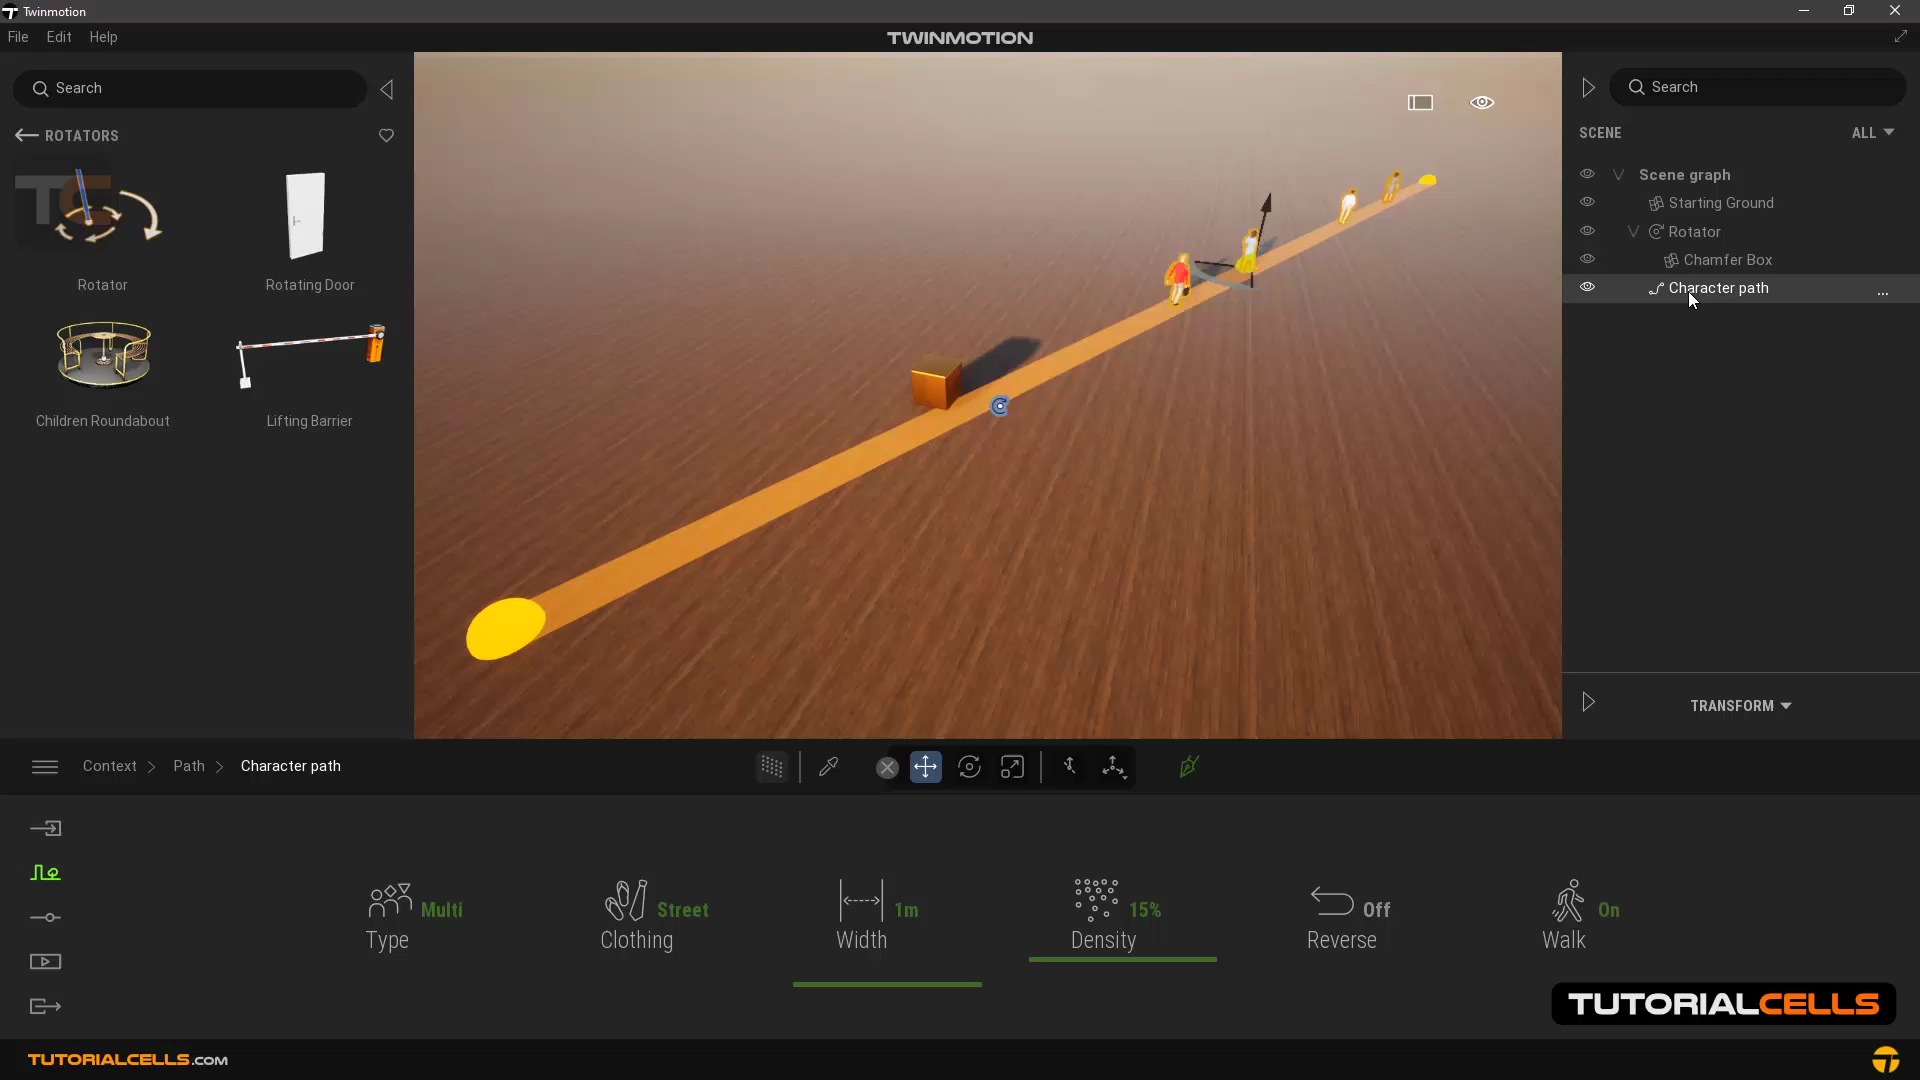 Twinmotion
File Edit Help
TWINMOTION
Search
ROTATORS
TC
Rotator
Rotating Door
Children Roundabout
Lifting Barrier
Search
SCENE
ALL
Scene graph
Starting Ground
Rotator
Chamfer Box
Character path
...
TRANSFORM
Context > Path > Character path
Multi
Type
Street
Clothing
1m
Width
15%
Density
Off
Reverse
On
Walk
TUTORIALCELLS
TUTORIALCELLS.COM